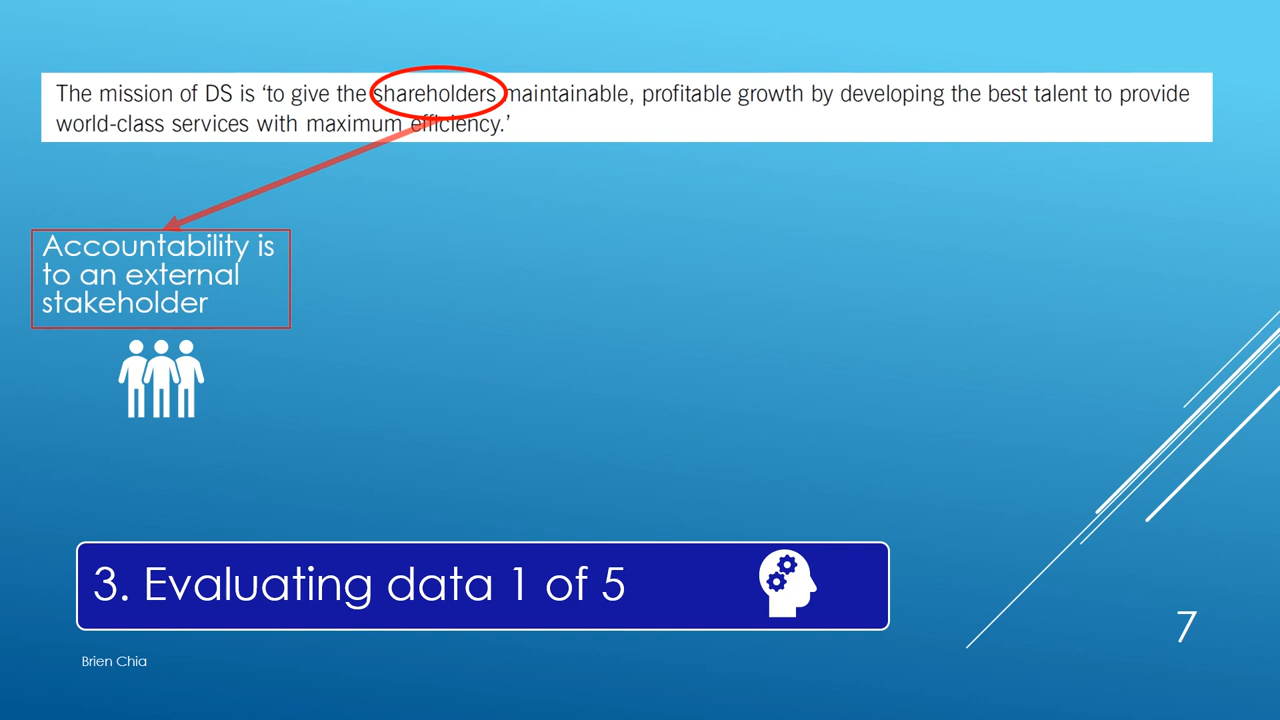 The mission of DS is ‘to give the shareholders maintainable, profitable growth by developing the best talent to provide
world-class services with maximum efficiency.’
Accountability is
to an external
stakeholder
3. Evaluating data 1 of 5
7
Brien Chia